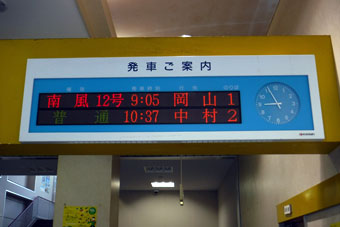 発車ご案内
南風 12号 9:05 岡山 1
普通 10:37 中村 2